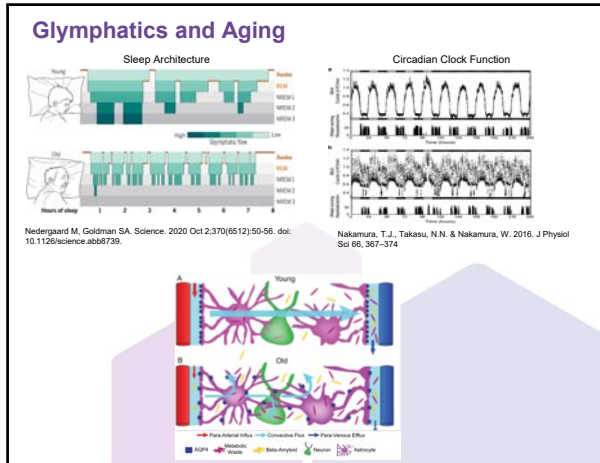 Glymphatics and Aging
Sleep Architecture
Young
Awake
REM
NREM 1
NREM 2
NREM 3
High
Low
Glymphatic flow
Old
Awake
REM
NREM 1
NREM 2
NREM 3
Hours of sleep
1 2 3 4 5 6 7 8
Nedergaard M, Goldman SA. Science. 2020 Oct 2;370(6512):50-56. doi:
10.1126/science.abb8739.
Circadian Clock Function
a
Time (hours)
b
Time (hours)
Nakamura, T.J., Takasu, N.N. & Nakamura, W. 2016. J Physiol
Sci 66, 367–374
A
Young
B
Old
Para-Arterial Influx
Convective Flux
Para-Venous Efflux
AQP4
Metabolic
Waste
Beta-Amyloid
Neuron
Astrocyte